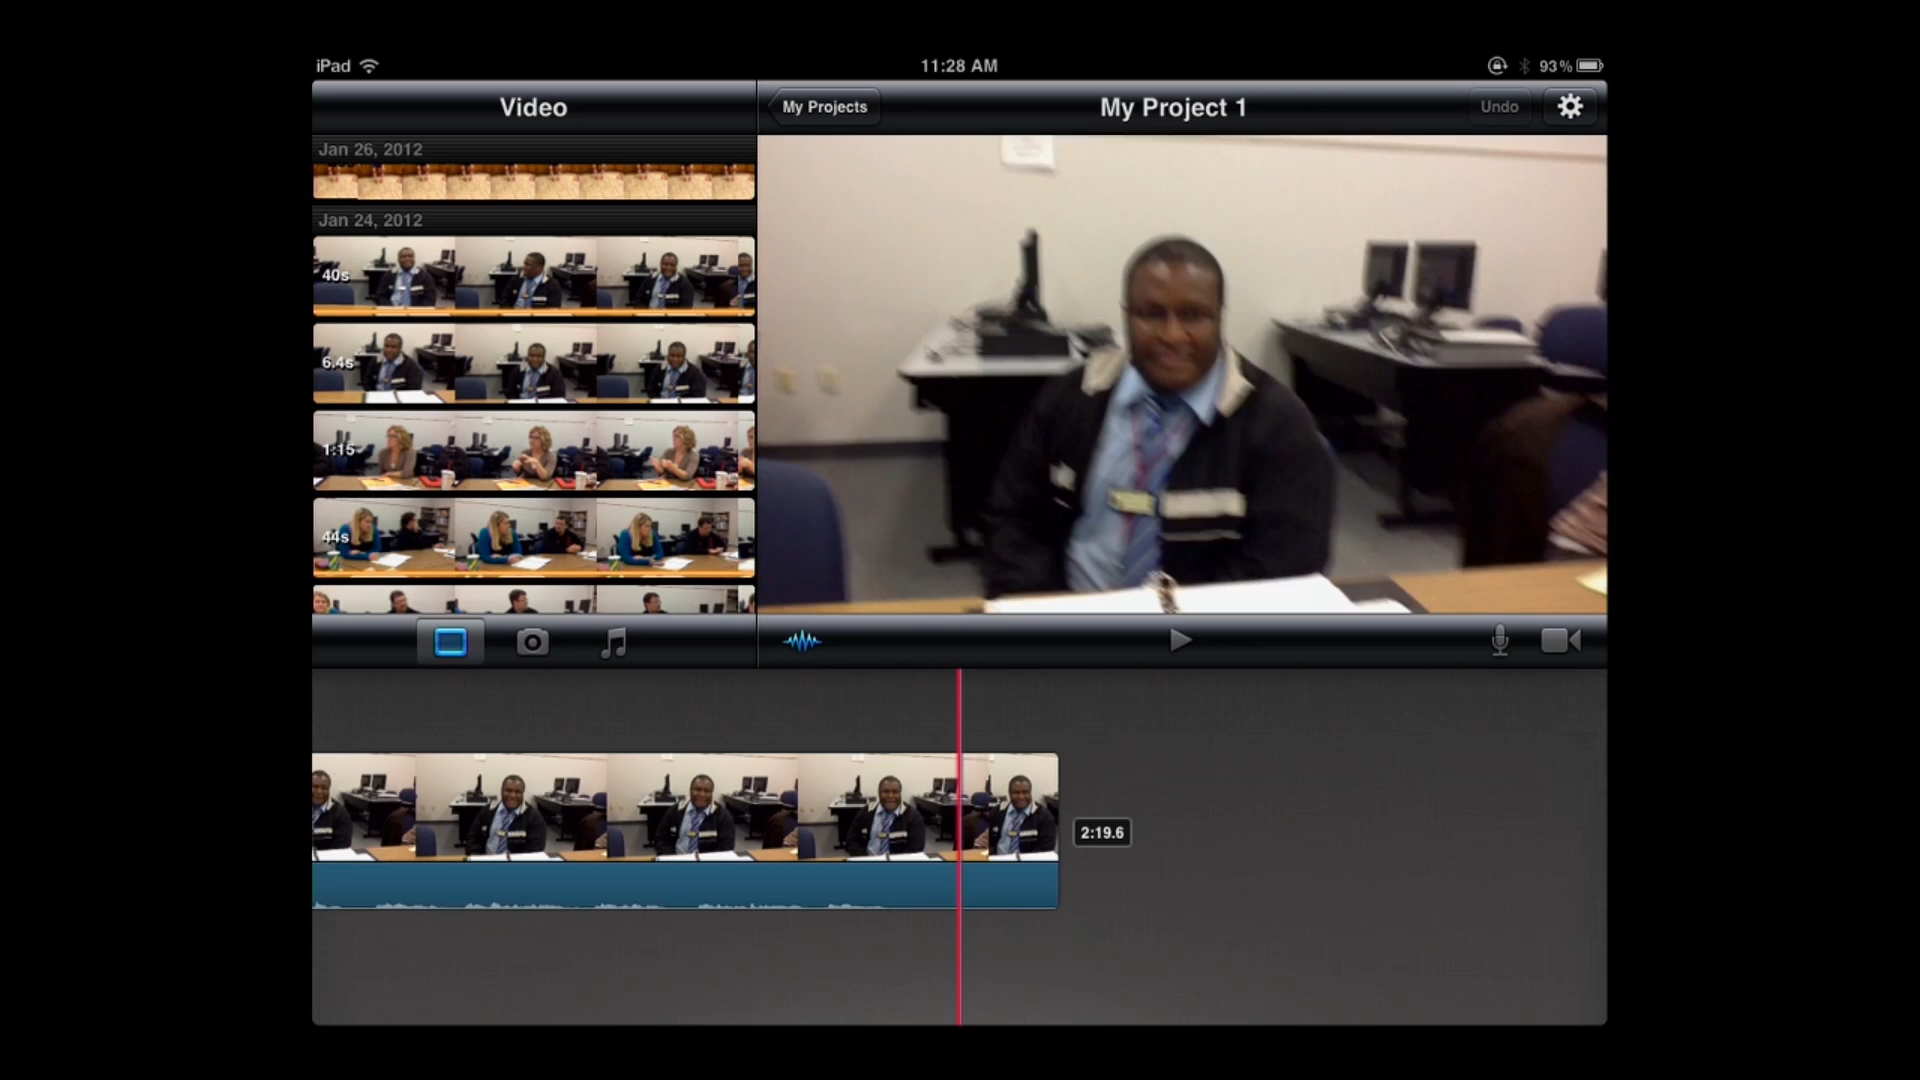 iPad
11:28 AM
93%
Video
My Projects
My Project 1
Undo
Jan 26, 2012
Jan 24, 2012
40s
6.4s
1:15
44s
2:19.6